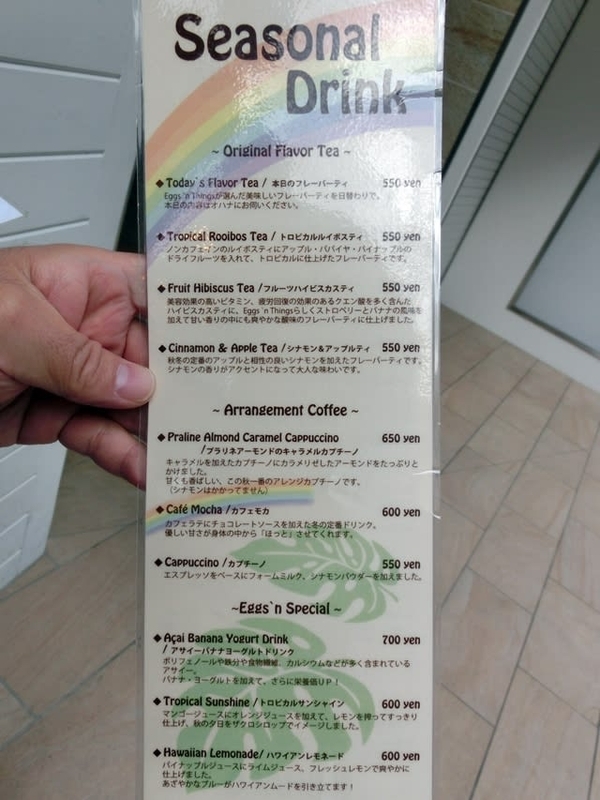 Seasonal
Drink
~ Original Flavor Tea ~
◆Today's Flavor Tea / 本日のフレーバーティ 550 yen
Eggs 'n Thingsが選んだ美味しいフレーバーティを日替わりで。
本日の内容はオハナにお伺いください。
◆Tropical Rooibos Tea / トロピカルルイボスティ 550 yen
ノンカフェインのルイボスティにアップル・パパイヤ・パイナップルの
ドライフルーツを入れて、トロピカルに仕上げたフレーバーティです。
◆Fruit Hibiscus Tea /フルーツハイビスカスティ 550 yen
美容効果の高いビタミン、疲労回復の効果のあるクエン酸を多く含んだ
ハイビスカスティに、Eggs 'n Thingsらしくストロベリーとバナナの風味を
加えて甘い香りの中にも爽やかな酸味のフレーバーティに仕上げました。
◆Cinnamon & Apple Tea /シナモン&アップルティ 550 yen
秋冬の定番のアップルと相性の良いシナモンを加えたフレーバーティです。
シナモンの香りがアクセントになって大人な味わいです。
~ Arrangement Coffee ~
◆Praline Almond Caramel Cappuccino 650 yen
/プラリネアーモンドのキャラメルカプチーノ
キャラメルを加えたカプチーノにカラメリゼしたアーモンドをたっぷりと
かけました。
甘くも香ばしい、この秋一番のアレンジカプチーノです。
(シナモンはかかってません)
◆Café Mocha /カフェモカ 600 yen
カフェラテにチョコレートソースを加えた冬の定番ドリンク。
優しい甘さが身体の中から「ほっと」させてくれます。
◆Cappuccino /カプチーノ 550 yen
エスプレッソをベースにフォームミルク、シナモンパウダーを加えました。
~Eggs`n Special ~
◆Açai Banana Yogurt Drink 700 yen
/ アサイーバナナヨーグルトドリンク
ポリフェノールや鉄分や食物繊維、カルシウムなどが多く含まれている
アサイー。
バナナ・ヨーグルトを加えて、さらに栄養価UP!
◆Tropical Sunshine /トロピカルサンシャイン 600 yen
マンゴージュースにオレンジジュースを加えて、レモンを搾ってすっきり
仕上げ、秋の夕日をザクロシロップでイメージしました。
◆Hawaiian Lemonade/ ハワイアンレモネード 600 yen
パイナップルジュースにライムジュース、フレッシュレモンで爽やかに
仕上げました。
あざやかなブルーがハワイアンムードを引き立てます!